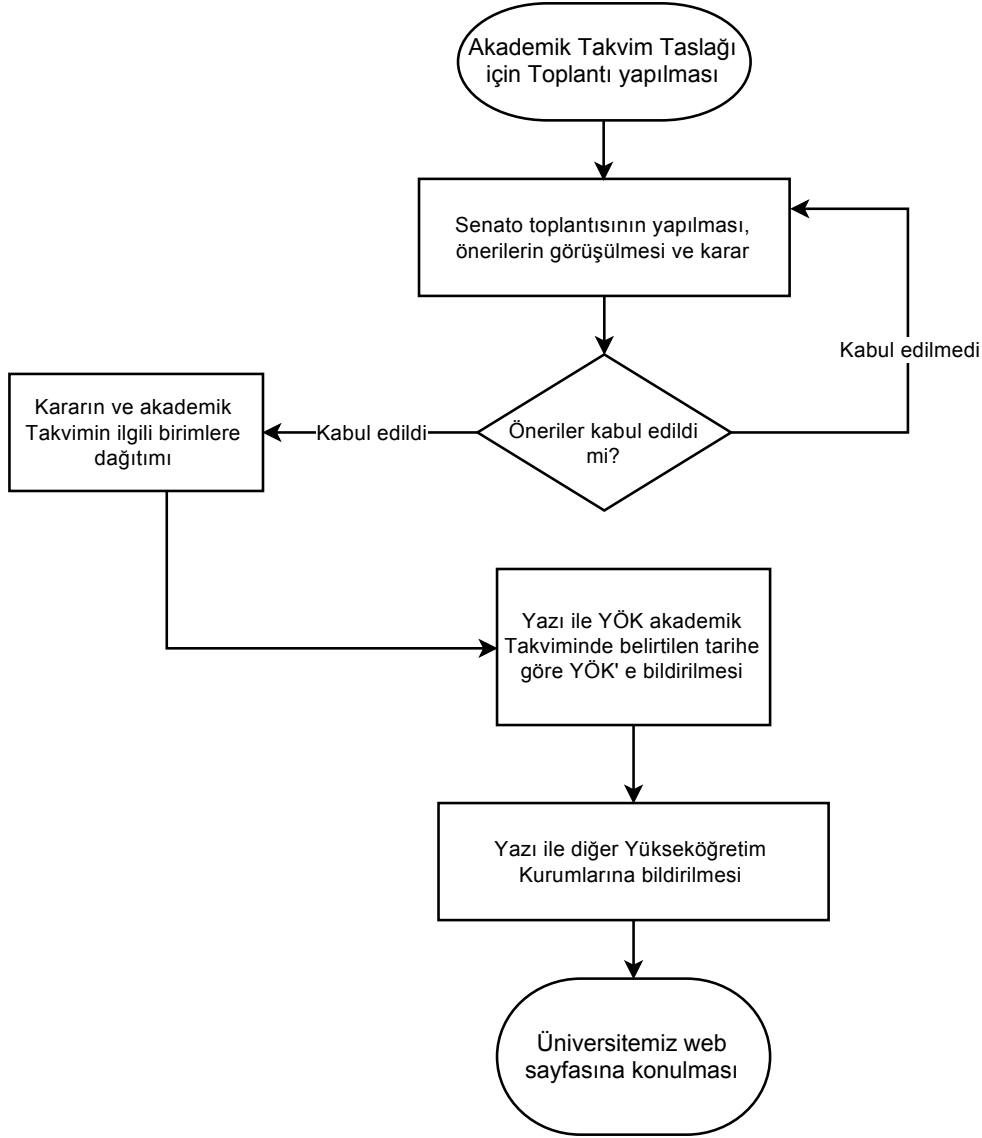 Akademik Takvim Taslağı
için Toplantı yapılması
Senato toplantısının yapılması,
önerilerin görüşülmesi ve karar
Kabul edilmedi
Öneriler kabul edildi
mi?
Kabul edildi
Kararın ve akademik
Takvimin ilgili birimlere
dağıtımı
Yazı ile YÖK akademik
Takviminde belirtilen tarihe
göre YÖK' e bildirilmesi
Yazı ile diğer Yükseköğretim
Kurumlarına bildirilmesi
Üniversitemiz web
sayfasına konulması